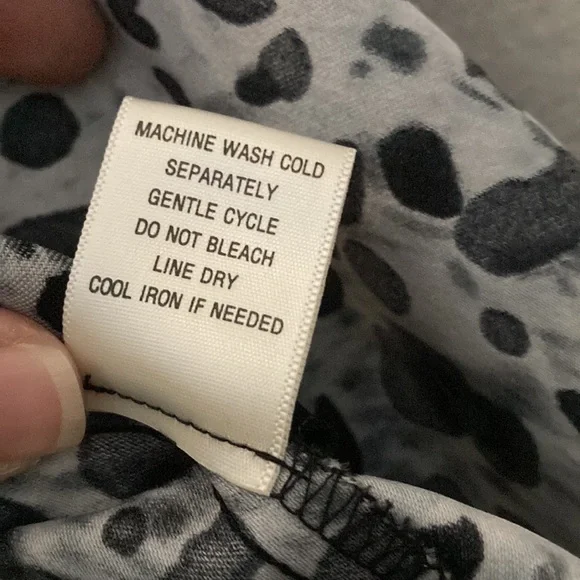 MACHINE WASH COLD
SEPARATELY
GENTLE CYCLE
DO NOT BLEACH
LINE DRY
COOL IRON IF NEEDED